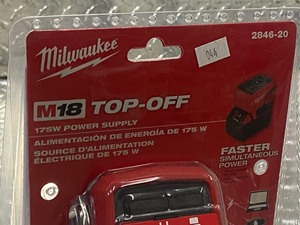 Milwaukee
2846-20
044
M18 TOP-OFF
175W POWER SUPPLY
ALIMENTACIÓN DE ENERGÍA DE 175 W
SOURCE D'ALIMENTATION
ÉLECTRIQUE DE 175 W
FASTER
SIMULTANEOUS
POWER